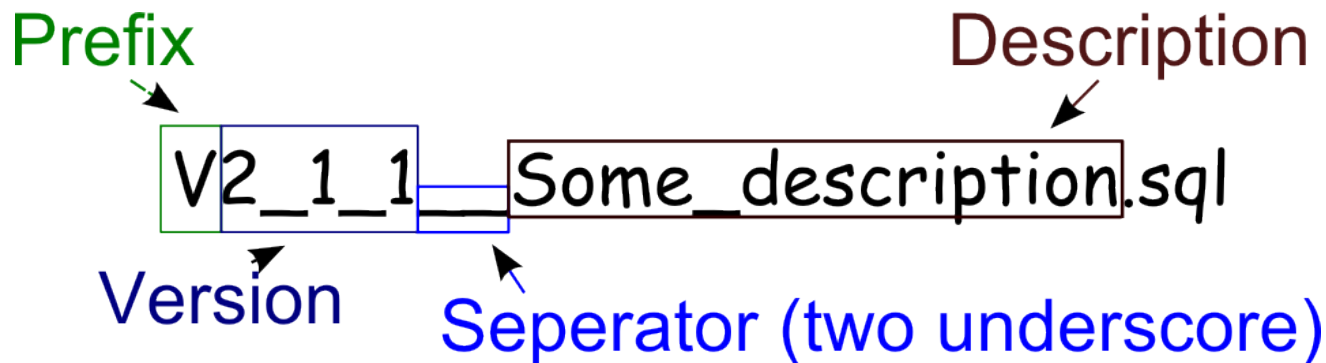 Prefix
Description
V2_1_1__Some_description.sql
Version
Seperator (two underscore)